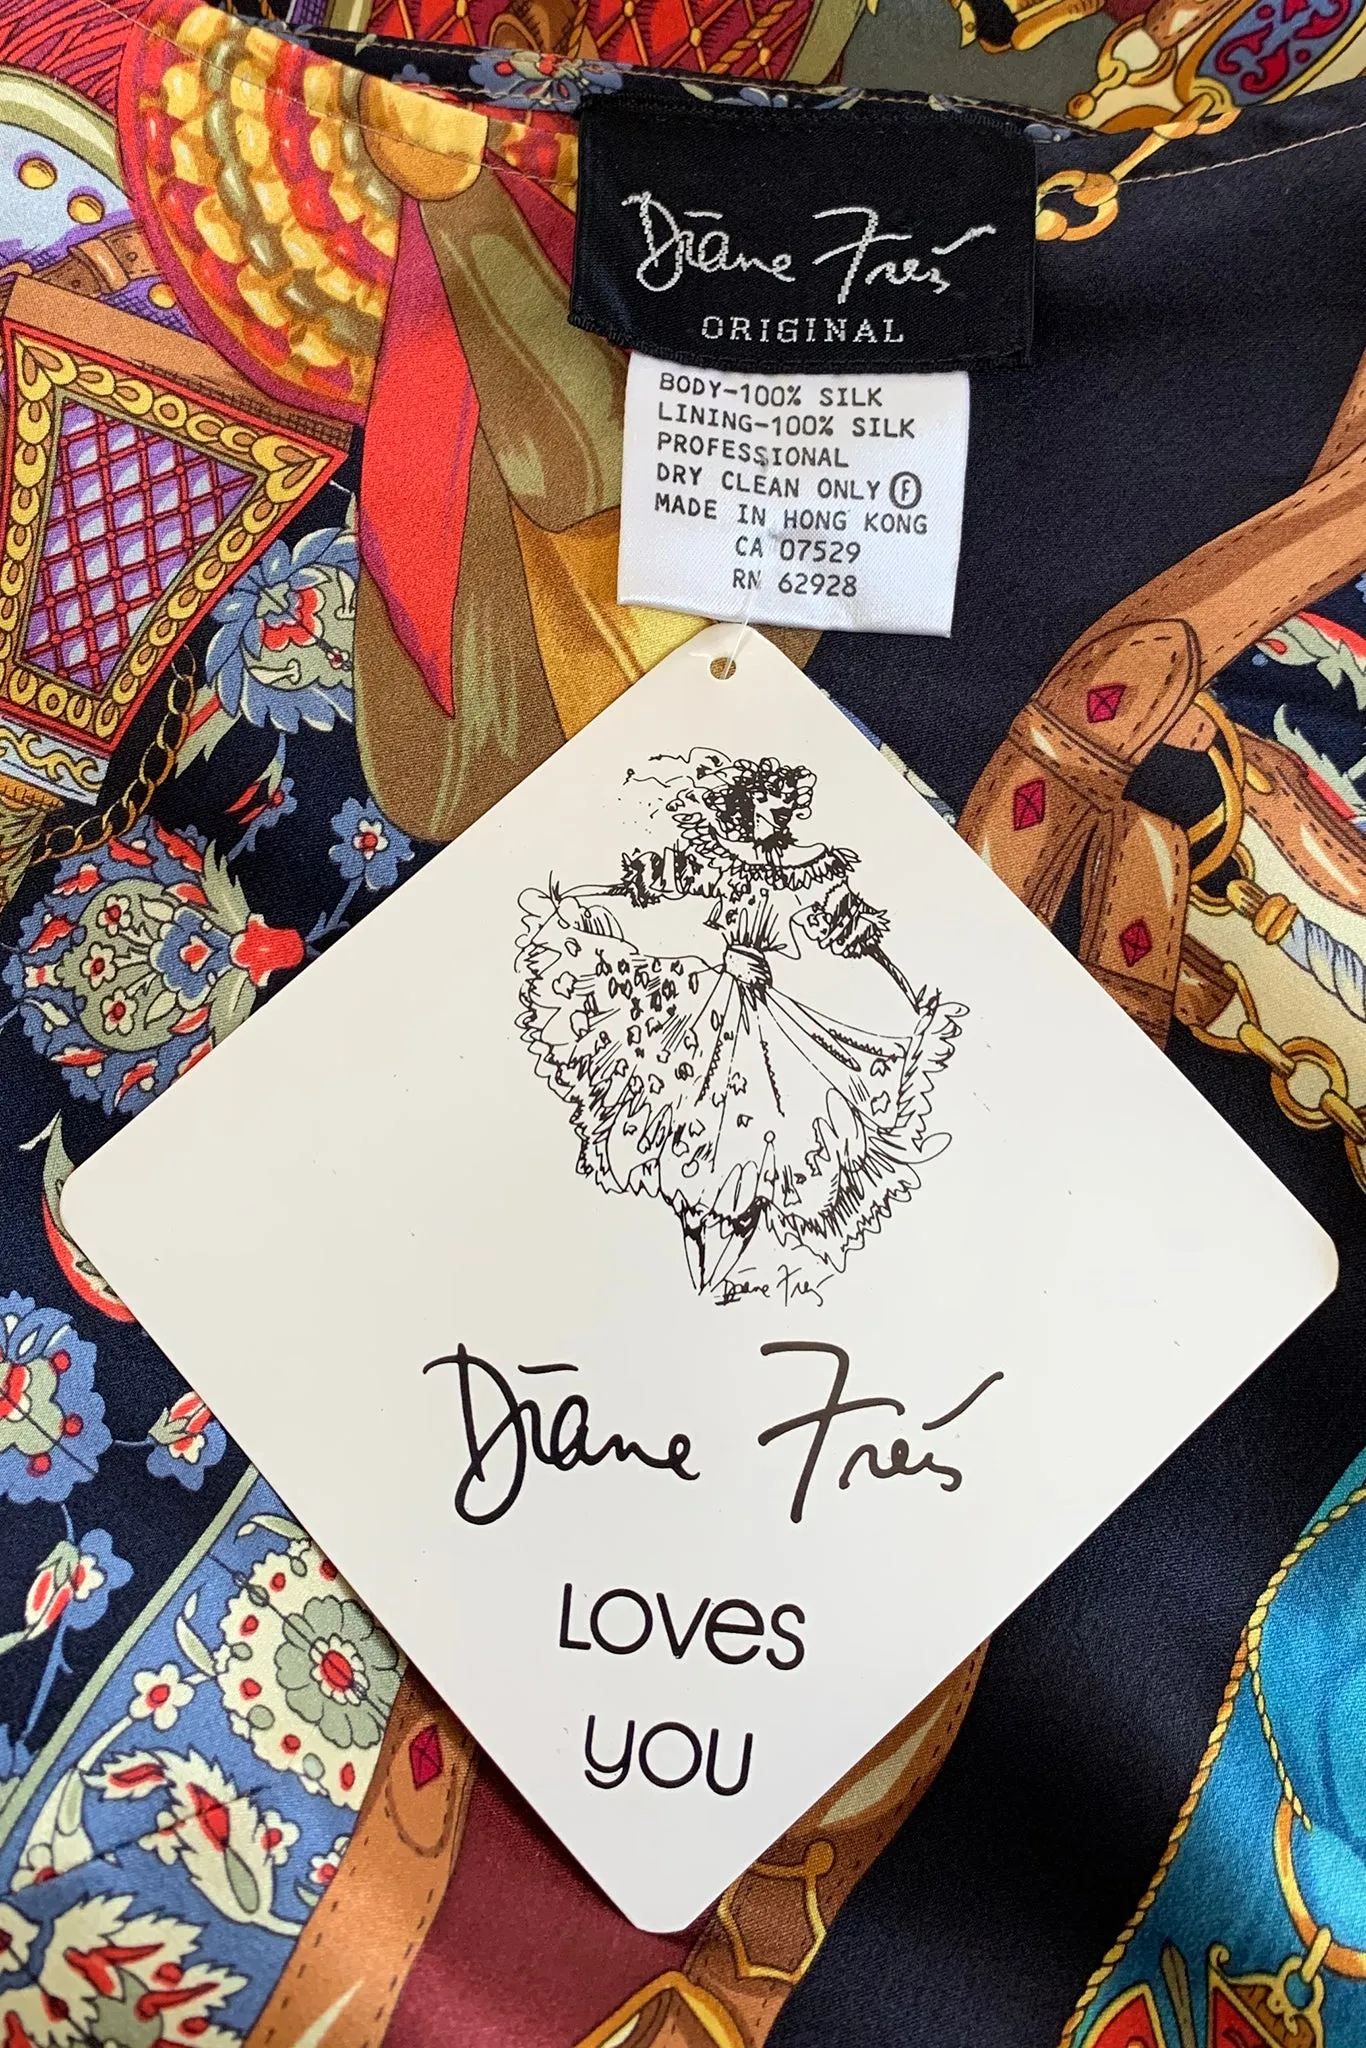 Diane Freis
ORIGINAL
BODY-100% SILK
LINING-100% SILK
PROFESSIONAL
DRY CLEAN ONLY Ⓕ
MADE IN HONG KONG
CA 07529
RN 62928
Diane Freis
Diane Freis
LOVES
YOU